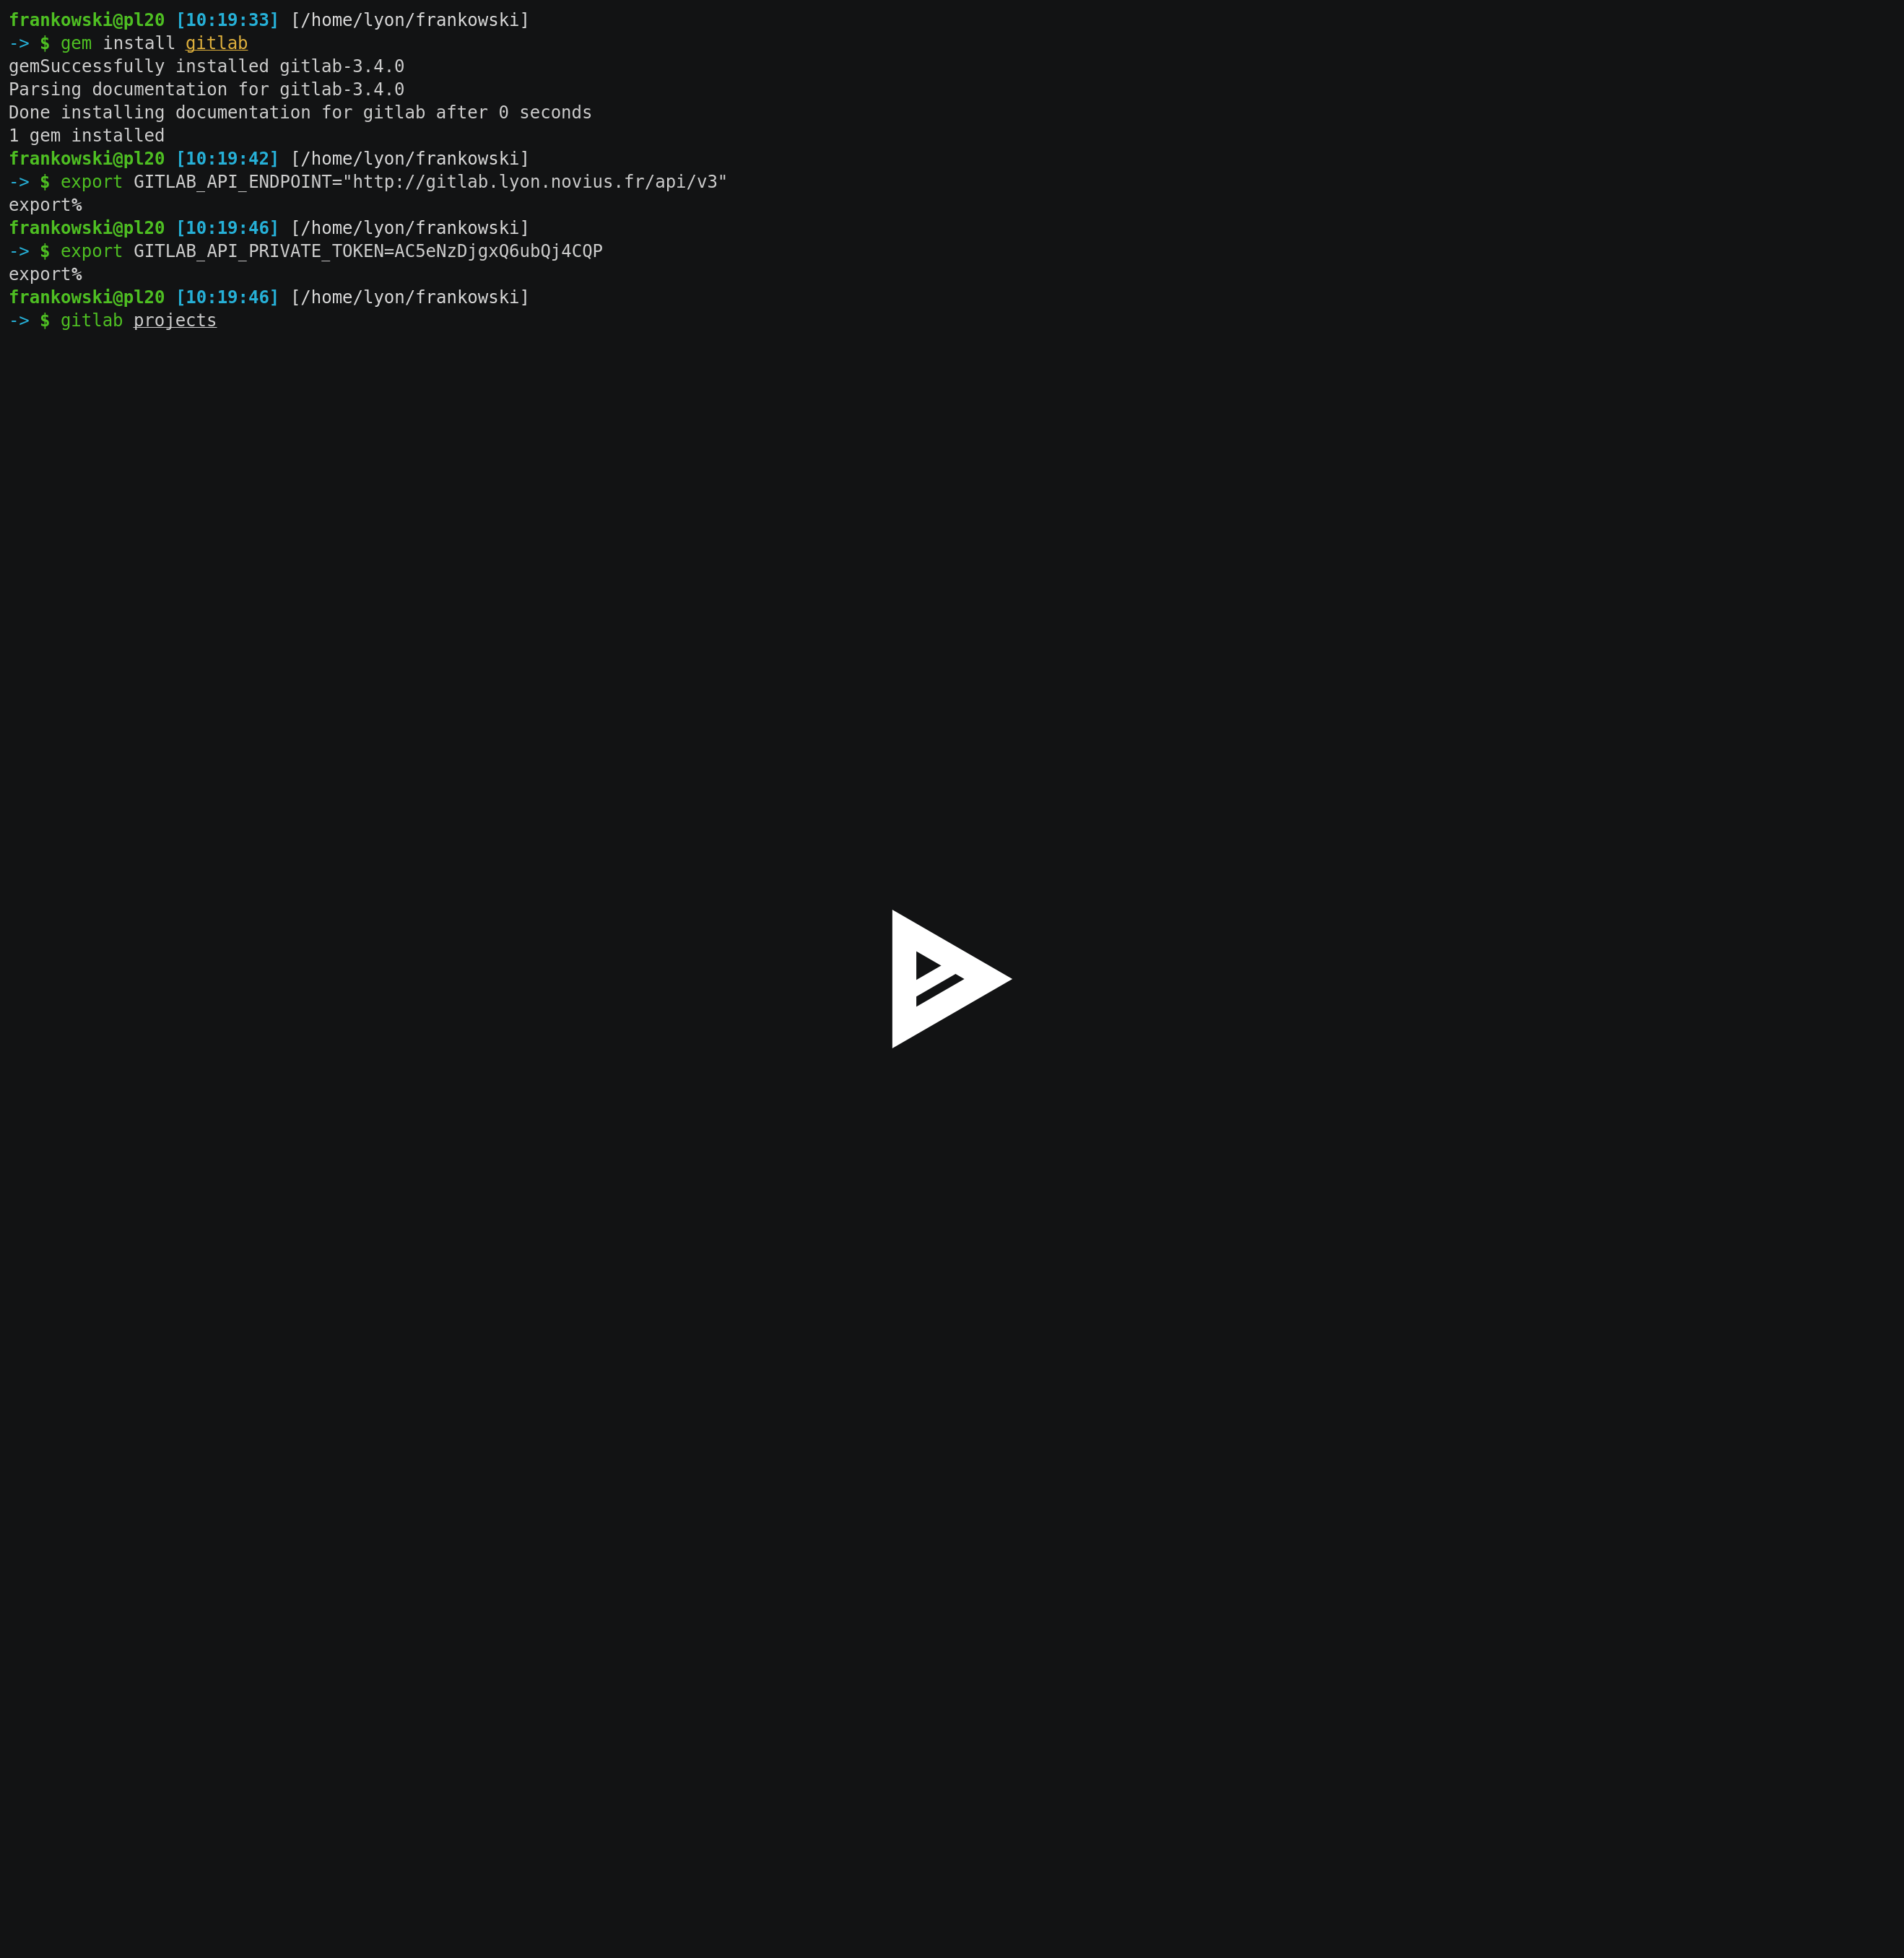 frankowski@pl20 [10:19:33] [/home/lyon/frankowski]
-> $ gem install gitlab
gemSuccessfully installed gitlab-3.4.0
Parsing documentation for gitlab-3.4.0
Done installing documentation for gitlab after 0 seconds
1 gem installed
frankowski@pl20 [10:19:42] [/home/lyon/frankowski]
-> $ export GITLAB_API_ENDPOINT="http://gitlab.lyon.novius.fr/api/v3"
export%
frankowski@pl20 [10:19:46] [/home/lyon/frankowski]
-> $ export GITLAB_API_PRIVATE_TOKEN=AC5eNzDjgxQ6ubQj4CQP
export%
frankowski@pl20 [10:19:46] [/home/lyon/frankowski]
-> $ gitlab projects